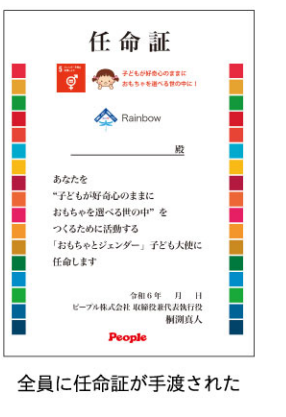 任命証
5
子どもが好奇心のままに
おもちゃを選べる世の中に！
Rainbow
殿
あなたを
“子どもが好奇心のままに
おもちゃを選べる世の中”を
つくるために活動する
「おもちゃとジェンダー」子ども大使に
任命します
令和6年　月　日
ピープル株式会社 取締役兼代表執行役
桐渕真人
People
全員に任命証が手渡された